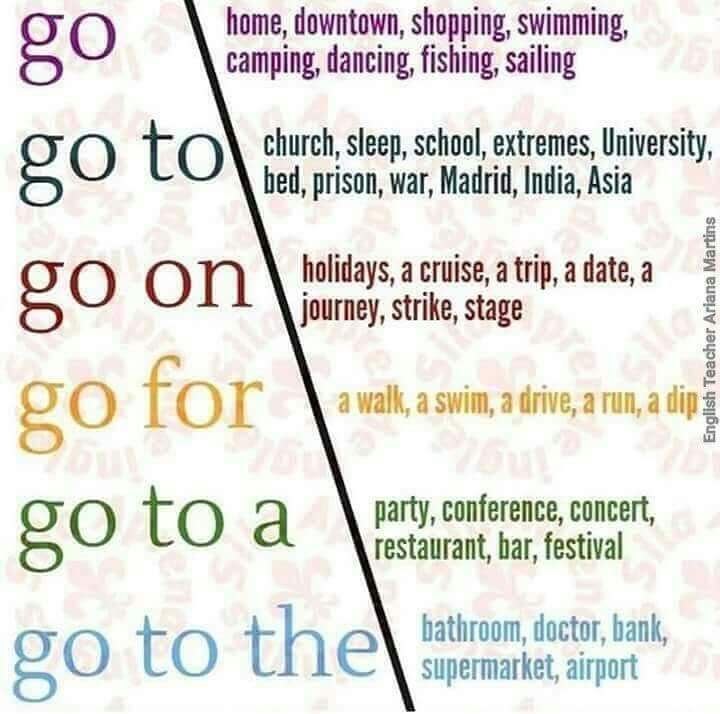 go
home, downtown, shopping, swimming,
camping, dancing, fishing, sailing
go to
church, sleep, school, extremes, University,
bed, prison, war, Madrid, India, Asia
go on
holidays, a cruise, a trip, a date, a
journey, strike, stage
go for
a walk, a swim, a drive, a run, a dip
go to a
party, conference, concert,
restaurant, bar, festival
go to the
bathroom, doctor, bank,
supermarket, airport
English Teacher Ariana Martins